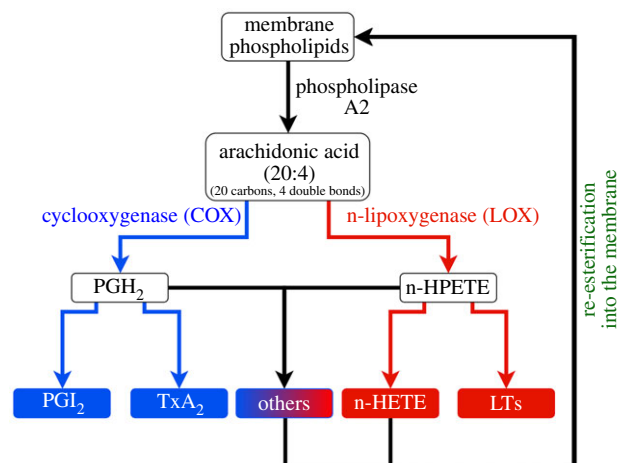 membrane
phospholipids
phospholipase
A2
arachidonic acid
(20:4)
(20 carbons, 4 double bonds)
cyclooxygenase (COX)
n-lipoxygenase (LOX)
re-esterification
into the membrane
PGH₂
n-HPETE
PGI₂
TxA₂
others
n-HETE
LTs